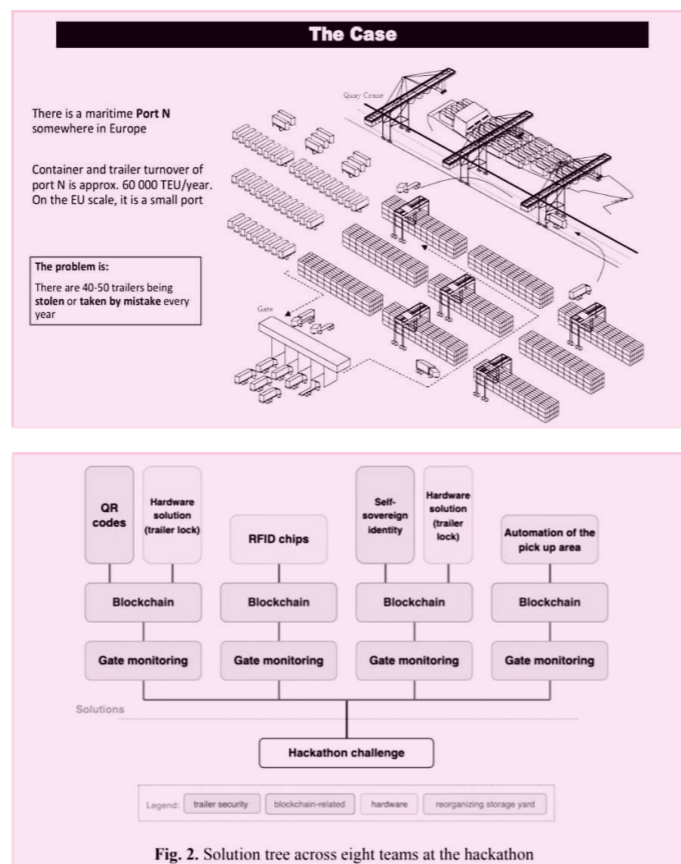 The Case
There is a maritime Port N
somewhere in Europe
Container and trailer turnover of
port N is approx. 60 000 TEU/year.
On the EU scale, it is a small port
The problem is:
There are 40-50 trailers being
stolen or taken by mistake every
year
Quay Crane
Gate
QR
codes
Hardware
solution
(trailer lock)
RFID chips
Self-
sovereign
identity
Hardware
solution
(trailer
lock)
Automation of the
pick up area
Blockchain
Blockchain
Blockchain
Blockchain
Gate monitoring
Gate monitoring
Gate monitoring
Gate monitoring
Solutions
Hackathon challenge
Legend: trailer security blockchain-related hardware reorganizing storage yard
Fig. 2. Solution tree across eight teams at the hackathon